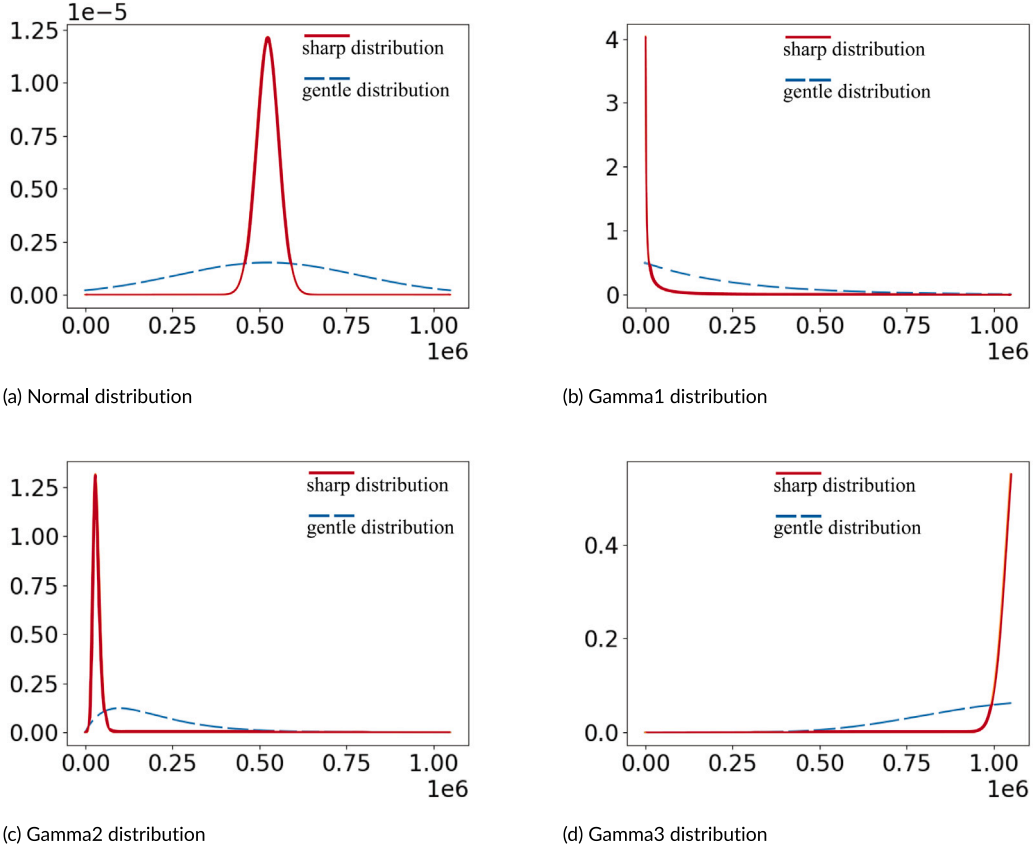 1e−5
1.25
1.00
0.75
0.50
0.25
0.00
sharp distribution
gentle distribution
0.00 0.25 0.50 0.75 1.00
1e6
(a) Normal distribution
4
3
2
1
0
sharp distribution
gentle distribution
0.00 0.25 0.50 0.75 1.00
1e6
(b) Gamma1 distribution
1.25
1.00
0.75
0.50
0.25
0.00
sharp distribution
gentle distribution
0.00 0.25 0.50 0.75 1.00
1e6
(c) Gamma2 distribution
0.4
0.2
0.0
sharp distribution
gentle distribution
0.00 0.25 0.50 0.75 1.00
1e6
(d) Gamma3 distribution